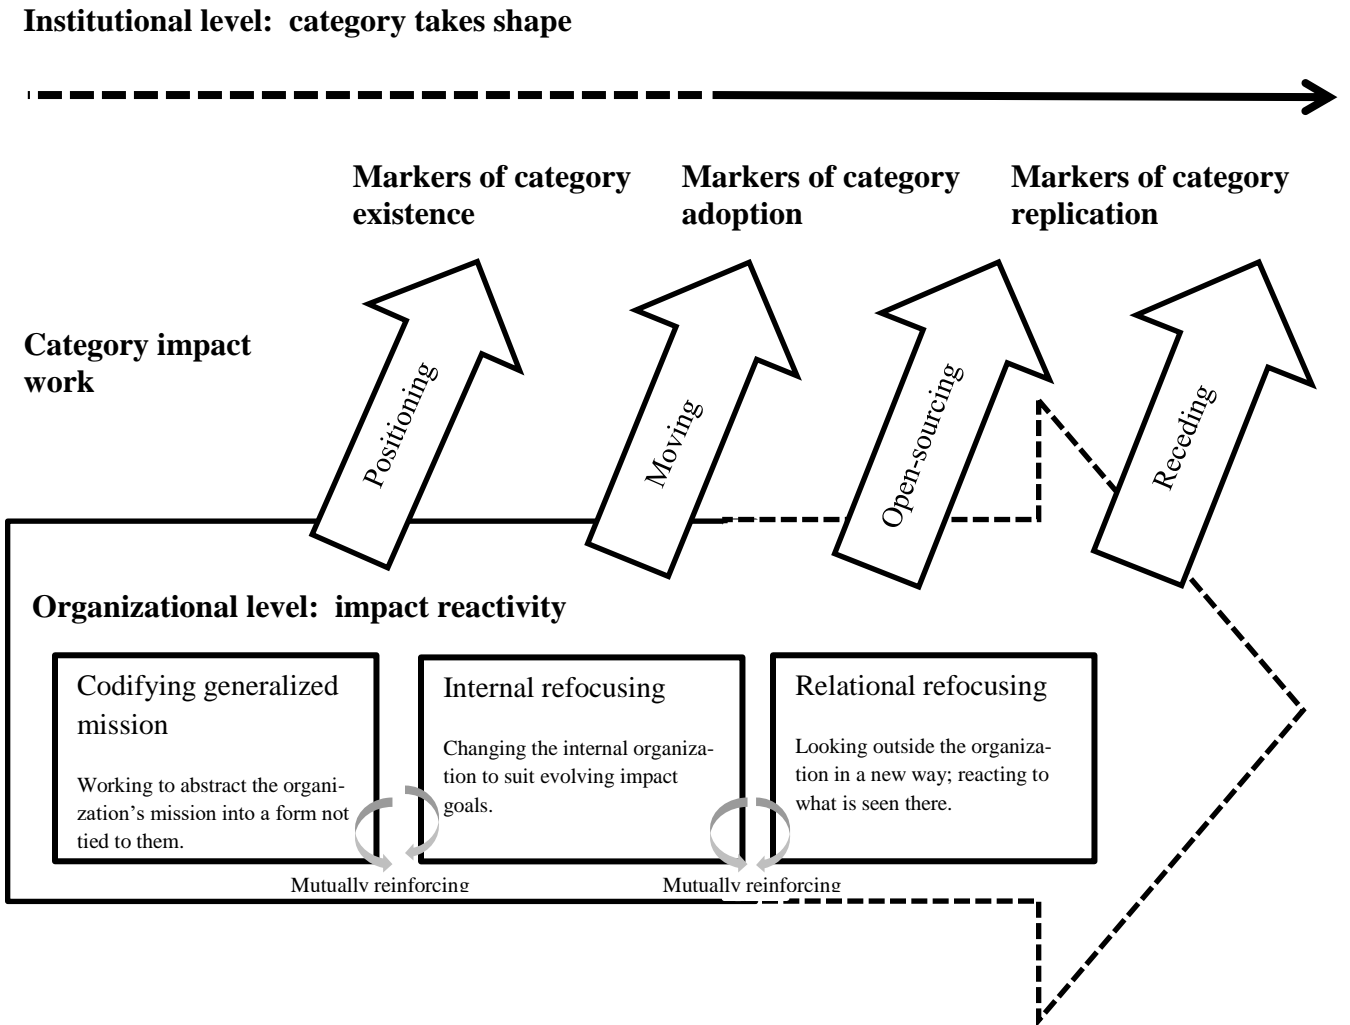 Institutional level:  category takes shape
Markers of category
existence
Markers of category
adoption
Markers of category
replication
Category impact
work
Positioning
Moving
Open-sourcing
Receding
Organizational level:  impact reactivity
Codifying generalized
mission
Working to abstract the organi-
zation’s mission into a form not
tied to them.
Internal refocusing
Changing the internal organiza-
tion to suit evolving impact
goals.
Relational refocusing
Looking outside the organiza-
tion in a new way; reacting to
what is seen there.
Mutually reinforcing
Mutually reinforcing